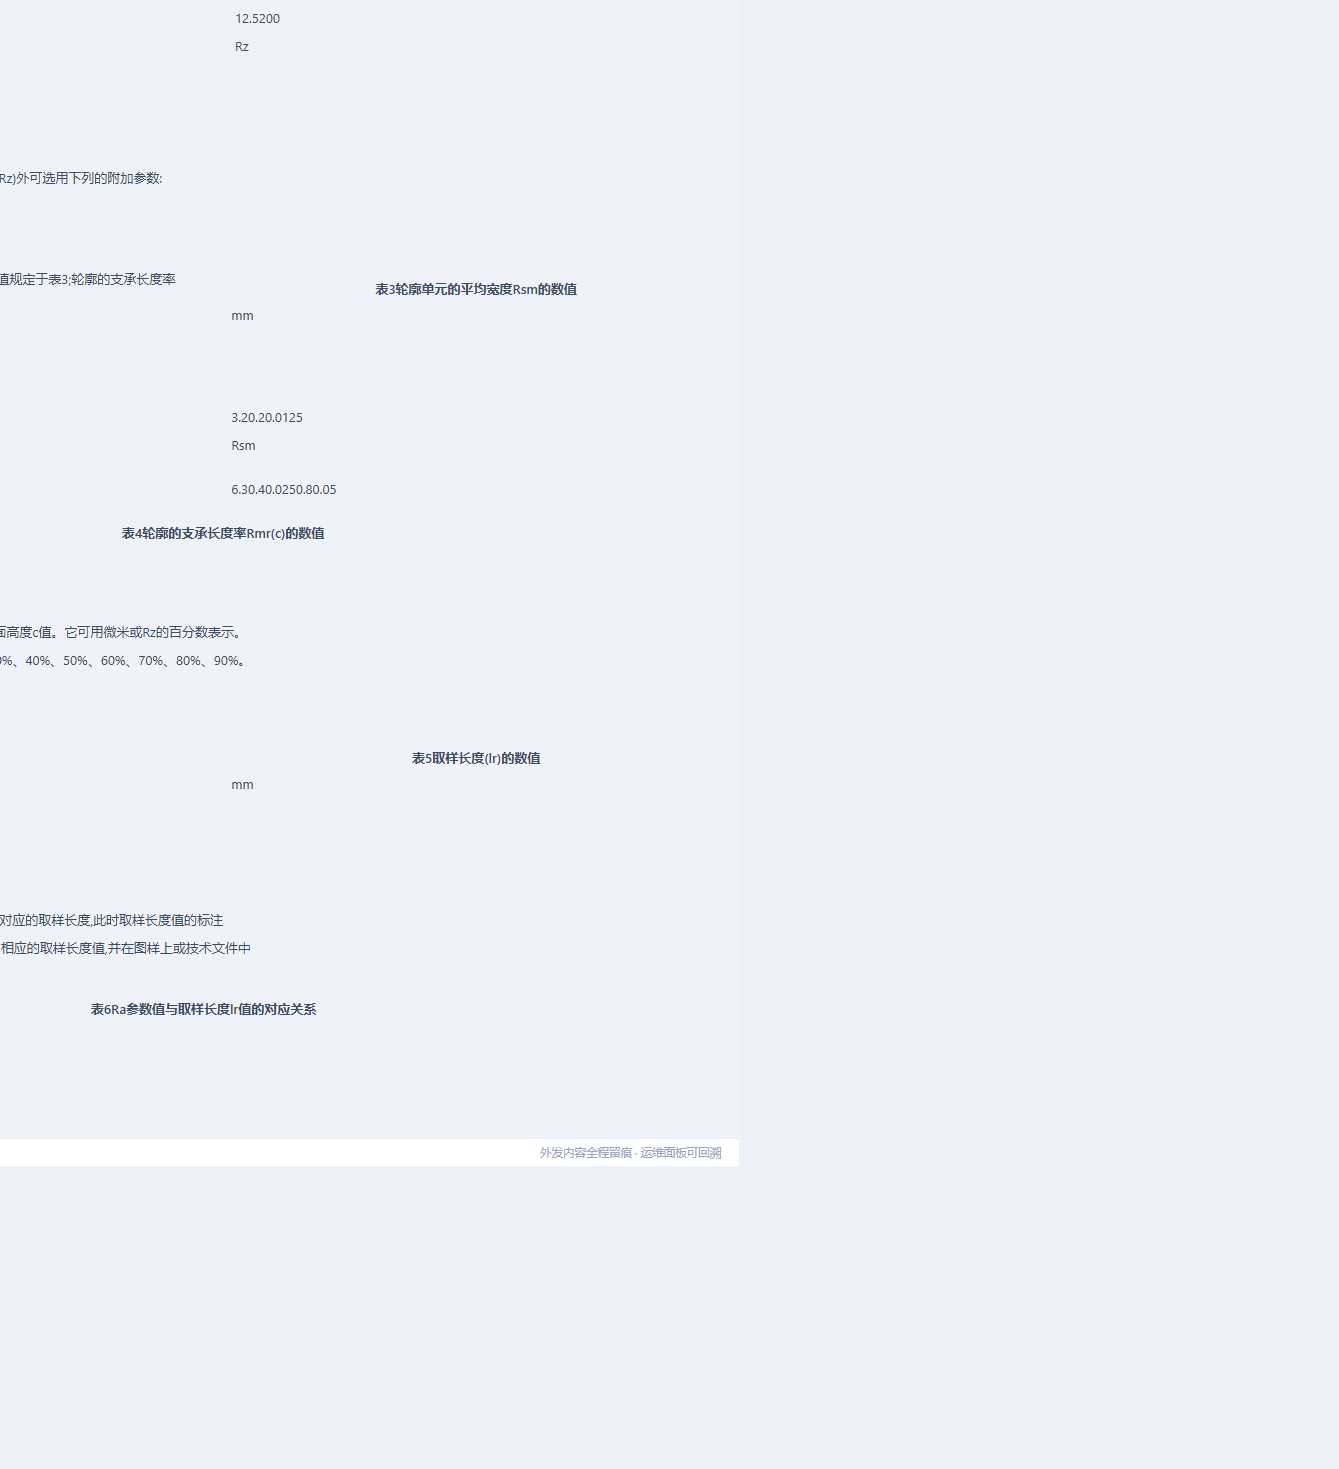 12.5200
Rz
Rz)外可选用下列的附加参数:
值规定于表3;轮廓的支承长度率
表3轮廓单元的平均宽度Rsm的数值
mm
3.20.20.0125
Rsm
6.30.40.0250.80.05
表4轮廓的支承长度率Rmr(c)的数值
面高度c值。它可用微米或Rz的百分数表示。
0%、40%、50%、60%、70%、80%、90%。
表5取样长度(lr)的数值
mm
对应的取样长度,此时取样长度值的标注
相应的取样长度值,并在图样上或技术文件中
表6Ra参数值与取样长度lr值的对应关系
外发内容全程留痕 · 运维面板可回溯